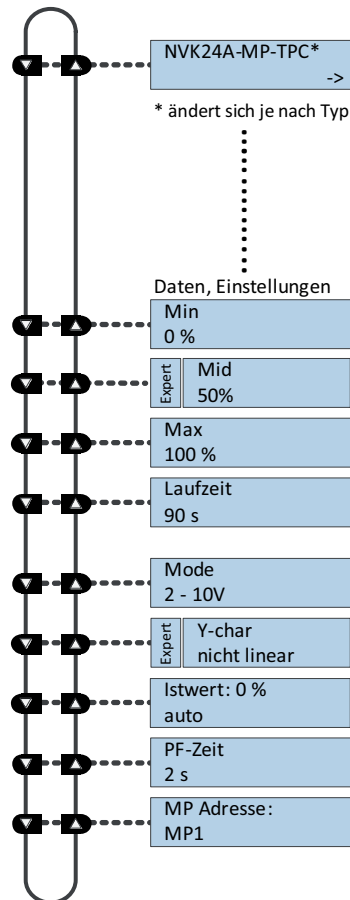 NVK24A-MP-TPC*
->
* ändert sich je nach Typ
Daten, Einstellungen
Min
0 %
Expert
Mid
50%
Max
100 %
Laufzeit
90 s
Mode
2 - 10V
Expert
Y-char
nicht linear
Istwert: 0 %
auto
PF-Zeit
2 s
MP Adresse:
MP1